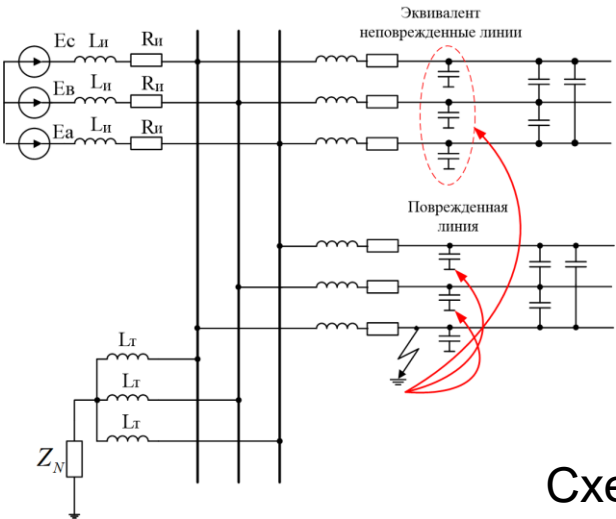 Эквивалент
неповрежденные линии
Ec Lи Rи
Eв Lи Rи
Ea Lи Rи
Поврежденная
линия
Lт
Lт
Lт
Z_N
Схе